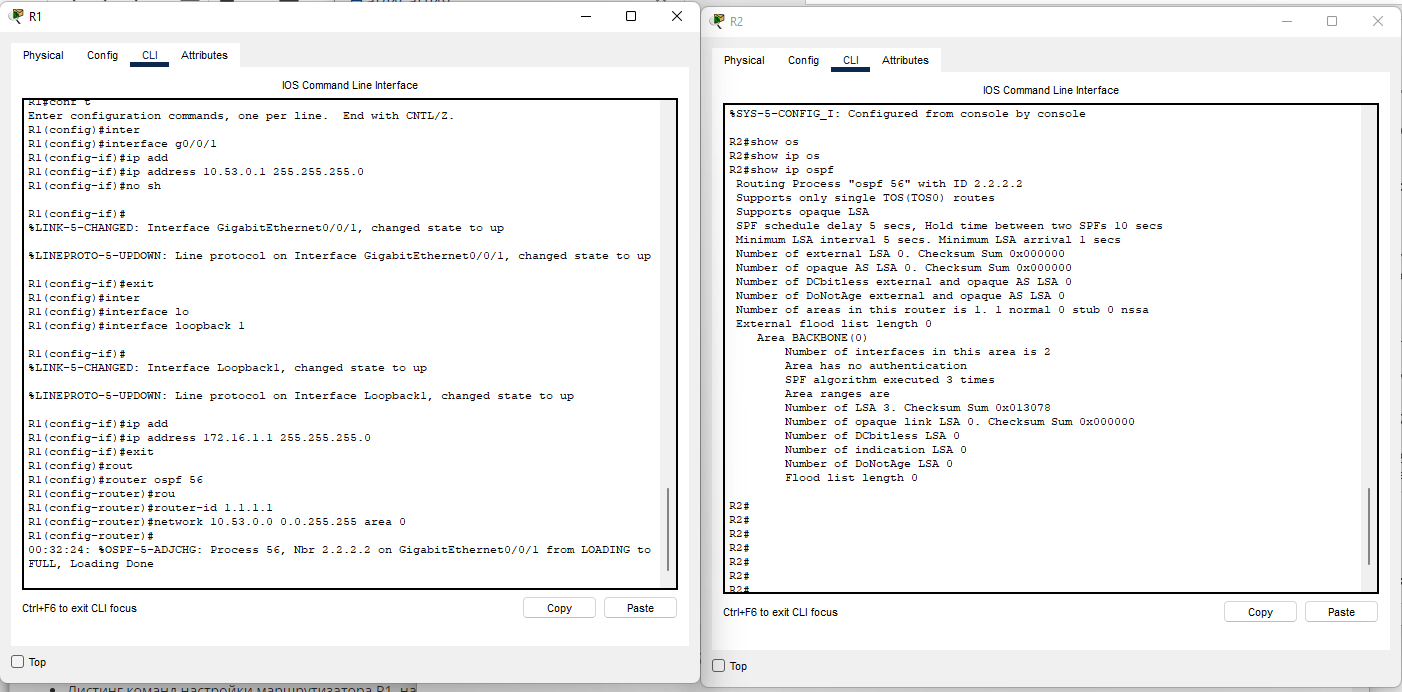 R1
Physical Config CLI Attributes
IOS Command Line Interface
R1#conf t
Enter configuration commands, one per line.  End with CNTL/Z.
R1(config)#inter
R1(config)#interface g0/0/1
R1(config-if)#ip add
R1(config-if)#ip address 10.53.0.1 255.255.255.0
R1(config-if)#no sh
R1(config-if)#
%LINK-5-CHANGED: Interface GigabitEthernet0/0/1, changed state to up
%LINEPROTO-5-UPDOWN: Line protocol on Interface GigabitEthernet0/0/1, changed state to up
R1(config-if)#exit
R1(config)#inter
R1(config)#interface lo
R1(config)#interface loopback 1
R1(config-if)#
%LINK-5-CHANGED: Interface Loopback1, changed state to up
%LINEPROTO-5-UPDOWN: Line protocol on Interface Loopback1, changed state to up
R1(config-if)#ip add
R1(config-if)#ip address 172.16.1.1 255.255.255.0
R1(config-if)#exit
R1(config)#rout
R1(config)#router ospf 56
R1(config-router)#rou
R1(config-router)#router-id 1.1.1.1
R1(config-router)#network 10.53.0.0 0.0.255.255 area 0
R1(config-router)#
00:32:24: %OSPF-5-ADJCHG: Process 56, Nbr 2.2.2.2 on GigabitEthernet0/0/1 from LOADING to
FULL, Loading Done
Ctrl+F6 to exit CLI focus
Copy Paste
Top
Листинг команд настройки маршрутизатора R1, на
R2
Physical Config CLI Attributes
IOS Command Line Interface
%SYS-5-CONFIG_I: Configured from console by console
R2#show os
R2#show ip os
R2#show ip ospf
Routing Process "ospf 56" with ID 2.2.2.2
Supports only single TOS(TOS0) routes
Supports opaque LSA
SPF schedule delay 5 secs, Hold time between two SPFs 10 secs
Minimum LSA interval 5 secs. Minimum LSA arrival 1 secs
Number of external LSA 0. Checksum Sum 0x000000
Number of opaque AS LSA 0. Checksum Sum 0x000000
Number of DCbitless external and opaque AS LSA 0
Number of DoNotAge external and opaque AS LSA 0
Number of areas in this router is 1. 1 normal 0 stub 0 nssa
External flood list length 0
Area BACKBONE(0)
Number of interfaces in this area is 2
Area has no authentication
SPF algorithm executed 3 times
Area ranges are
Number of LSA 3. Checksum Sum 0x013078
Number of opaque link LSA 0. Checksum Sum 0x000000
Number of DCbitless LSA 0
Number of indication LSA 0
Number of DoNotAge LSA 0
Flood list length 0
R2#
R2#
R2#
R2#
R2#
R2#
R2#
Ctrl+F6 to exit CLI focus
Copy Paste
Top